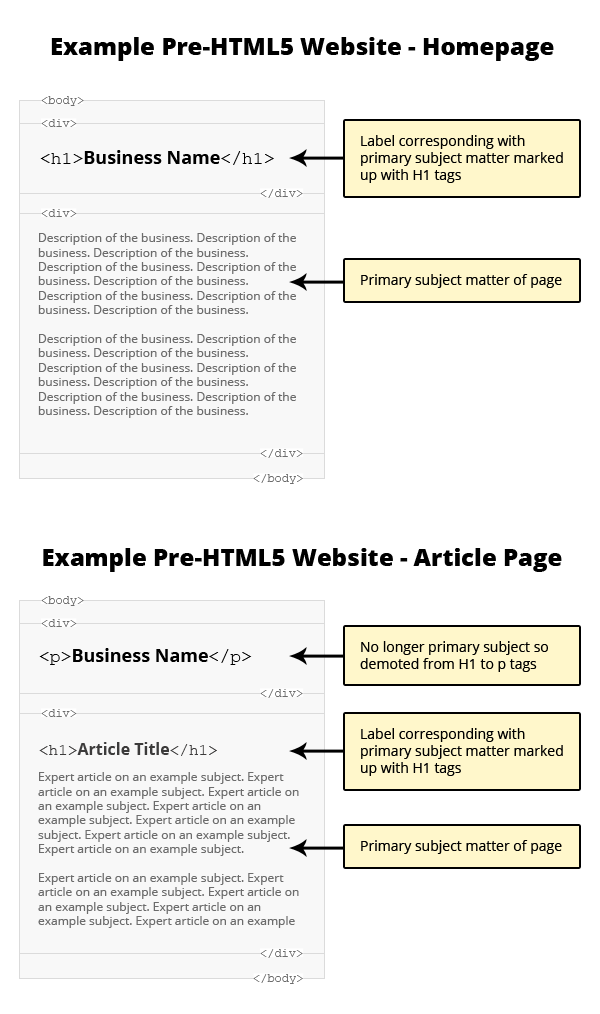 Example Pre-HTML5 Website - Homepage
<body>
<div>
<h1>Business Name</h1>
Label corresponding with
primary subject matter marked
up with H1 tags
</div>
<div>
Description of the business. Description of the
business. Description of the business.
Description of the business. Description of the
business. Description of the business.
Description of the business. Description of the
business. Description of the business.
Primary subject matter of page
Description of the business. Description of the
business. Description of the business.
Description of the business. Description of the
business. Description of the business.
Description of the business. Description of the
business. Description of the business.
</div>
</body>
Example Pre-HTML5 Website - Article Page
<body>
<div>
<p>Business Name</p>
No longer primary subject so
demoted from H1 to p tags
</div>
<div>
<h1>Article Title</h1>
Label corresponding with
primary subject matter marked
up with H1 tags
Expert article on an example subject. Expert
article on an example subject. Expert article on
an example subject. Expert article on an
example subject. Expert article on an example
subject. Expert article on an example subject.
Expert article on an example subject.
Primary subject matter of page
Expert article on an example subject. Expert
article on an example subject. Expert article on
an example subject. Expert article on an
example subject. Expert article on an example
</div>
</body>